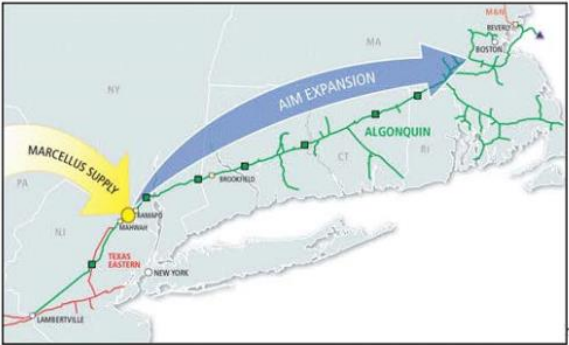 M&N
REVERE
BOSTON
MA
NY
AIM EXPANSION
ALGONQUIN
MARCELLUS SUPPLY
BROOKFIELD
CT
RI
PA
RAMAPO
MAHWAH
NJ
TEXAS
EASTERN
NEW YORK
LAMBERTVILLE